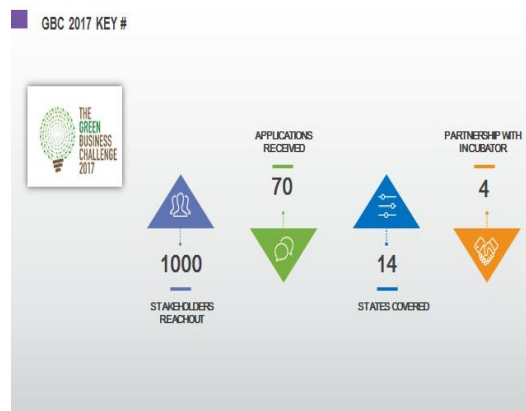 GBC 2017 KEY #
THE
GREEN
BUSINESS
CHALLENGE
2017
1000
STAKEHOLDERS
REACHOUT
APPLICATIONS
RECEIVED
70
14
STATES COVERED
PARTNERSHIP WITH
INCUBATOR
4